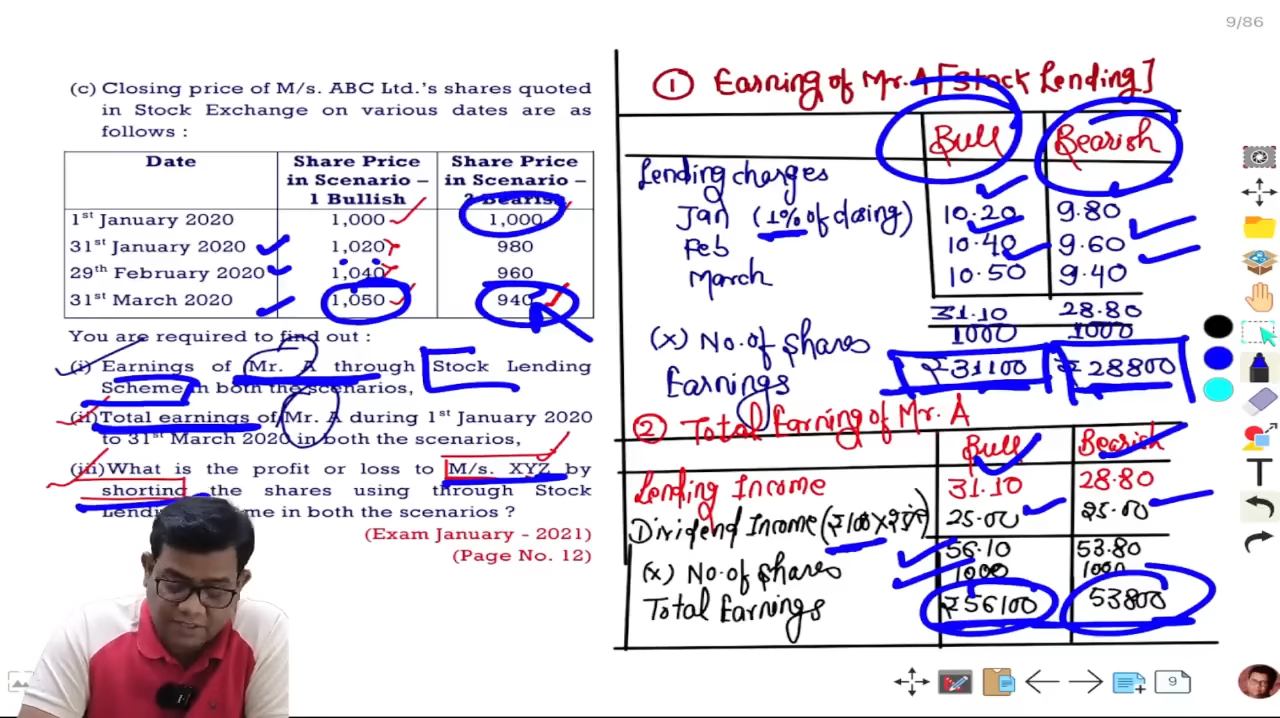 9/86
(c) Closing price of M/s. ABC Ltd.'s shares quoted
in Stock Exchange on various dates are as
follows :
Date
Share Price in Scenario – 1 Bullish
Share Price in Scenario – 2 Bearish
1st January 2020 1,000 1,000
31st January 2020 1,020 980
29th February 2020 1,040 960
31st March 2020 1,050 940
You are required to find out :
(i) Earnings of Mr. A through Stock Lending
Scheme in both the scenarios,
(ii) Total earnings of Mr. A during 1st January 2020
to 31st March 2020 in both the scenarios,
(iii) What is the profit or loss to M/s. XYZ by
shorting the shares using through Stock
Lending Scheme in both the scenarios ?
(Exam January - 2021)
(Page No. 12)
① Earning of Mr. A [Stock Lending]
Bull Bearish
Lending charges
Jan (1% of closing) 10.20 9.80
Feb 10.40 9.60
March 10.50 9.40
31.10 28.80
(x) No. of shares 1000 1000
Earnings ₹31100 ₹28800
② Total Earning of Mr. A
Bull Bearish
Lending Income 31.10 28.80
Dividend Income (₹100 x 25%) 25.00 25.00
56.10 53.80
(x) No. of shares 1000 1000
Total Earnings ₹56100 53800
T
9